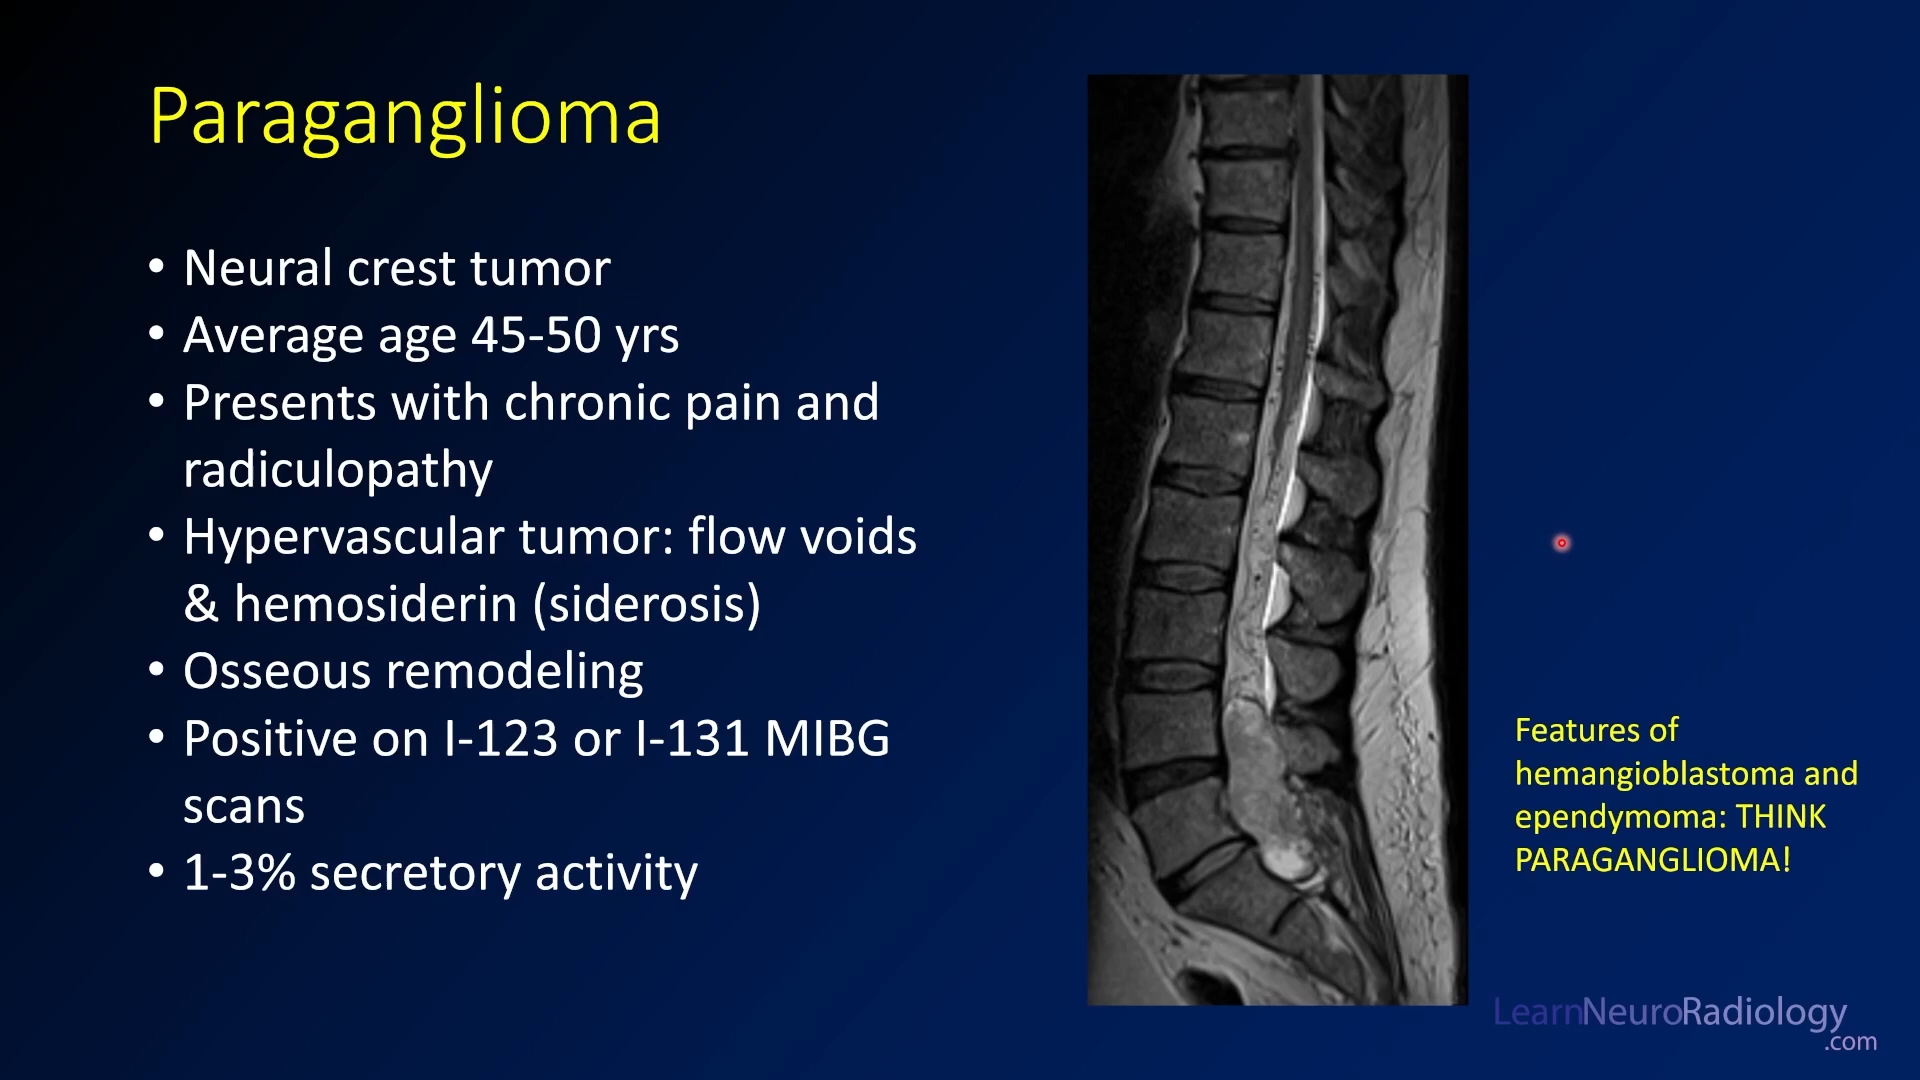 Paraganglioma
• Neural crest tumor
• Average age 45-50 yrs
• Presents with chronic pain and
radiculopathy
• Hypervascular tumor: flow voids
& hemosiderin (siderosis)
• Osseous remodeling
• Positive on I-123 or I-131 MIBG
scans
• 1-3% secretory activity
Features of
hemangioblastoma and
ependymoma: THINK
PARAGANGLIOMA!
LearnNeuroRadiology
.com